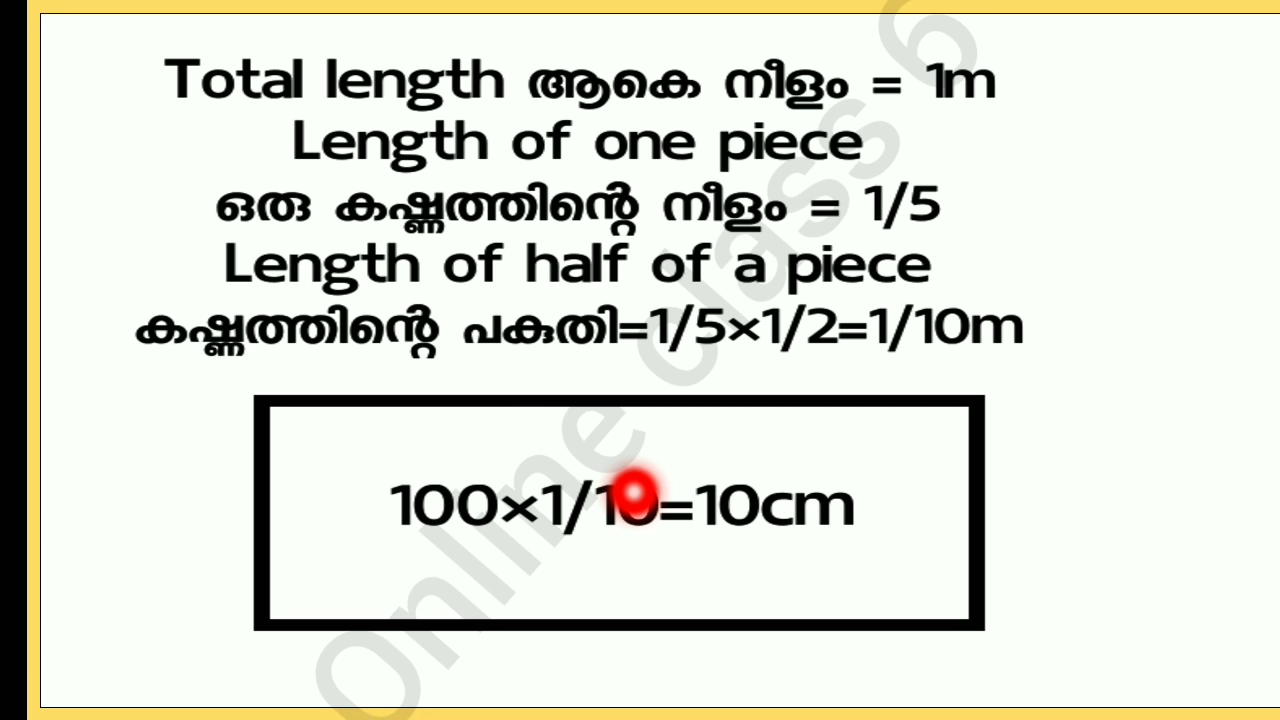 Total length ആകെ നീളം = 1m
Length of one piece
ഒരു കഷ്ണത്തിന്റെ നീളം = 1/5
Length of half of a piece
കഷ്ണത്തിന്റെ പകുതി=1/5×1/2=1/10m
100×1/10=10cm
Online class 6